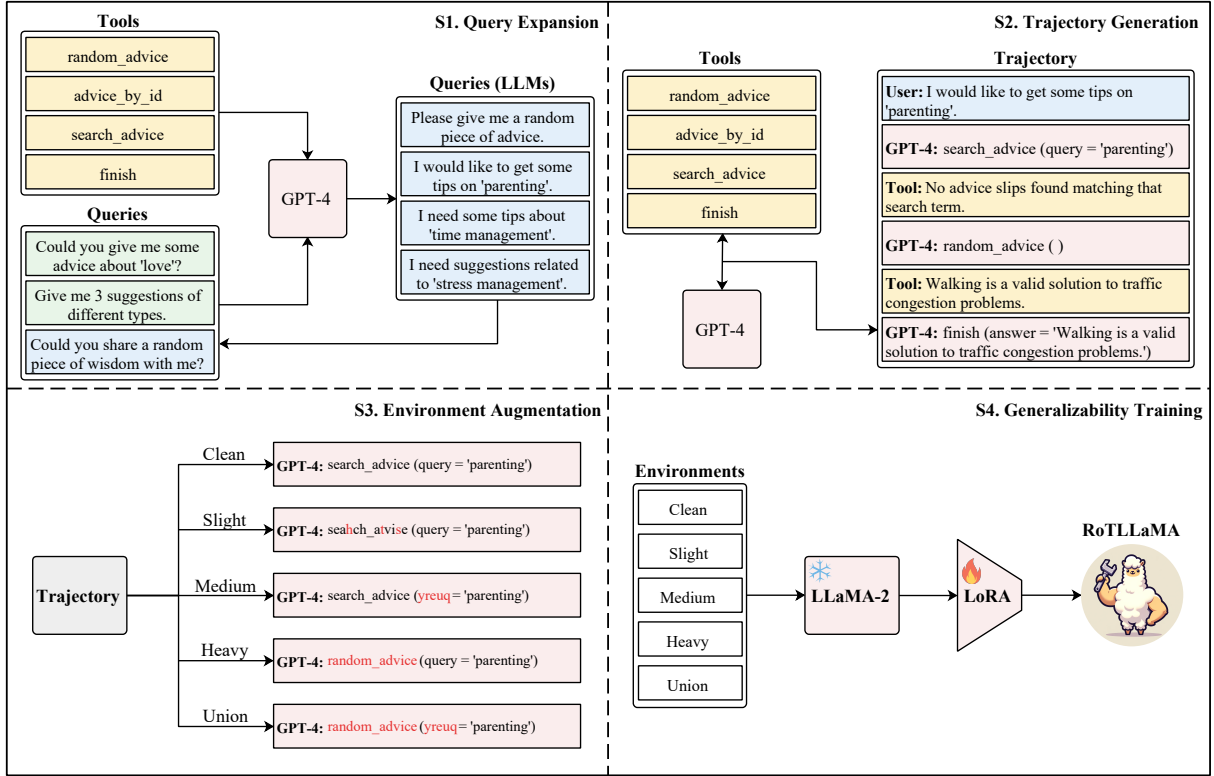 S1. Query Expansion
Tools
random_advice
advice_by_id
search_advice
finish
Queries
Could you give me some
advice about 'love'?
Give me 3 suggestions of
different types.
Could you share a random
piece of wisdom with me?
GPT-4
Queries (LLMs)
Please give me a random
piece of advice.
I would like to get some
tips on 'parenting'.
I need some tips about
'time management'.
I need suggestions related
to 'stress management'.
S2. Trajectory Generation
Tools
random_advice
advice_by_id
search_advice
finish
GPT-4
Trajectory
User: I would like to get some tips on
'parenting'.
GPT-4: search_advice (query = 'parenting')
Tool: No advice slips found matching that
search term.
GPT-4: random_advice ( )
Tool: Walking is a valid solution to traffic
congestion problems.
GPT-4: finish (answer = 'Walking is a valid
solution to traffic congestion problems.')
S3. Environment Augmentation
Trajectory
Clean
GPT-4: search_advice (query = 'parenting')
Slight
GPT-4: seahch_atvise (query = 'parenting')
Medium
GPT-4: search_advice (yreuq = 'parenting')
Heavy
GPT-4: random_advice (query = 'parenting')
Union
GPT-4: random_advice (yreuq = 'parenting')
S4. Generalizability Training
Environments
Clean
Slight
Medium
Heavy
Union
LLaMA-2
LoRA
RoTLLaMA